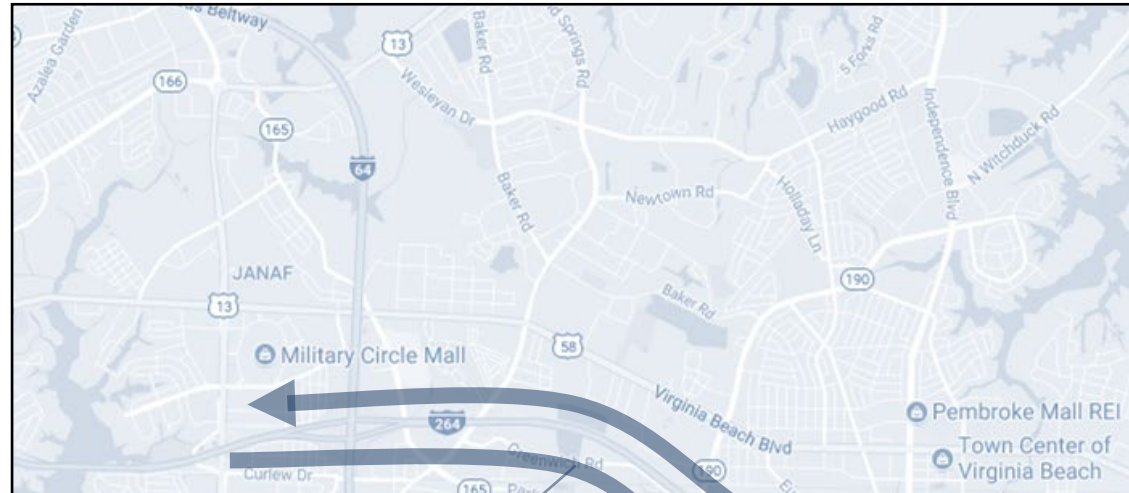 Beltway
Azalea Garden
13
Baker Rd
Springs Rd
S Forks Rd
166
Wesleyan Dr
Haygood Rd
Independence Blvd
N Witchduck Rd
165
64
Baker Rd
Newtown Rd
Holladay Ln
JANAF
190
13
Baker Rd
58
Military Circle Mall
Virginia Beach Blvd
Pembroke Mall REI
264
Town Center of
Virginia Beach
Greenwich Rd
Curlew Dr
190
165